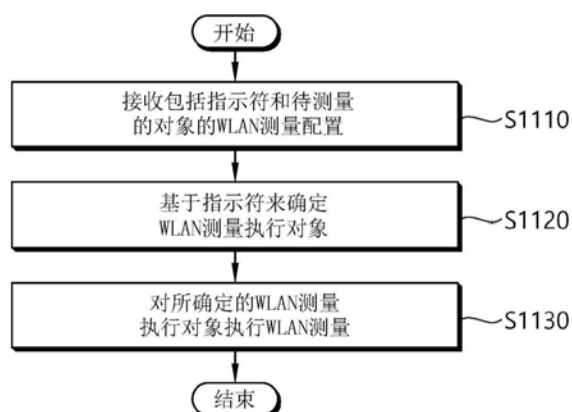 开始
接收包括指示符和待测量
的对象的WLAN测量配置
S1110
基于指示符来确定
WLAN测量执行对象
S1120
对所确定的WLAN测量
执行对象执行WLAN测量
S1130
结束